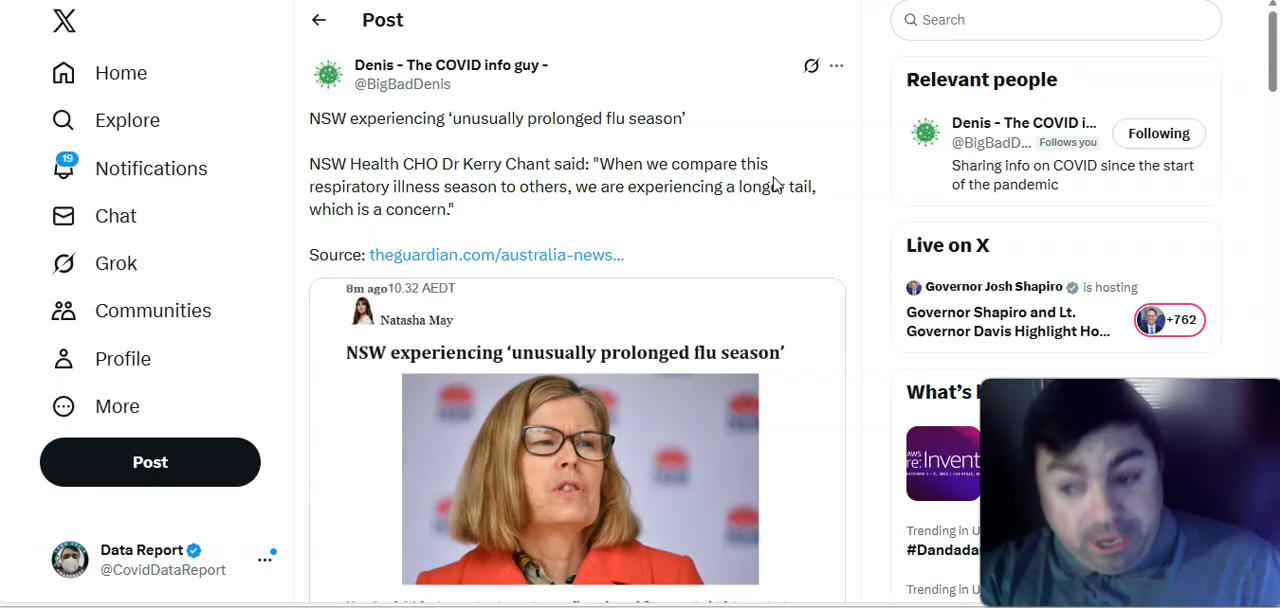 Home
Explore
19
Notifications
Chat
Grok
Communities
Profile
More
Post
Data Report
@CovidDataReport
Post
Denis - The COVID info guy -
@BigBadDenis
NSW experiencing ‘unusually prolonged flu season’
NSW Health CHO Dr Kerry Chant said: "When we compare this
respiratory illness season to others, we are experiencing a longer tail,
which is a concern."
Source: theguardian.com/australia-news...
8m ago10.32 AEDT
Natasha May
NSW experiencing ‘unusually prolonged flu season’
Search
Relevant people
Denis - The COVID i...
@BigBadD... Follows you
Following
Sharing info on COVID since the start
of the pandemic
Live on X
Governor Josh Shapiro is hosting
Governor Shapiro and Lt.
Governor Davis Highlight Ho...
+762
What's
aws
re:Invent
Trending in U
#Dandada
Trending in U